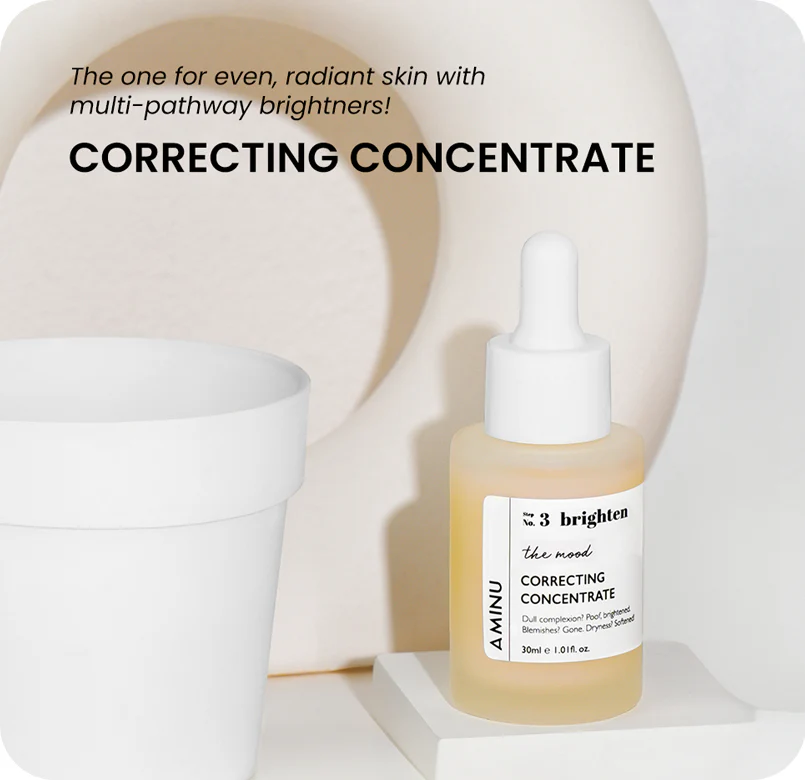 The one for even, radiant skin with
multi-pathway brightners!
CORRECTING CONCENTRATE
Step
No. 3 brighten
the mood
AMINU
CORRECTING
CONCENTRATE
Dull complexion? Poof, brightened.
Blemishes? Gone. Dryness? Softened!
30ml e 1.01fl. oz.